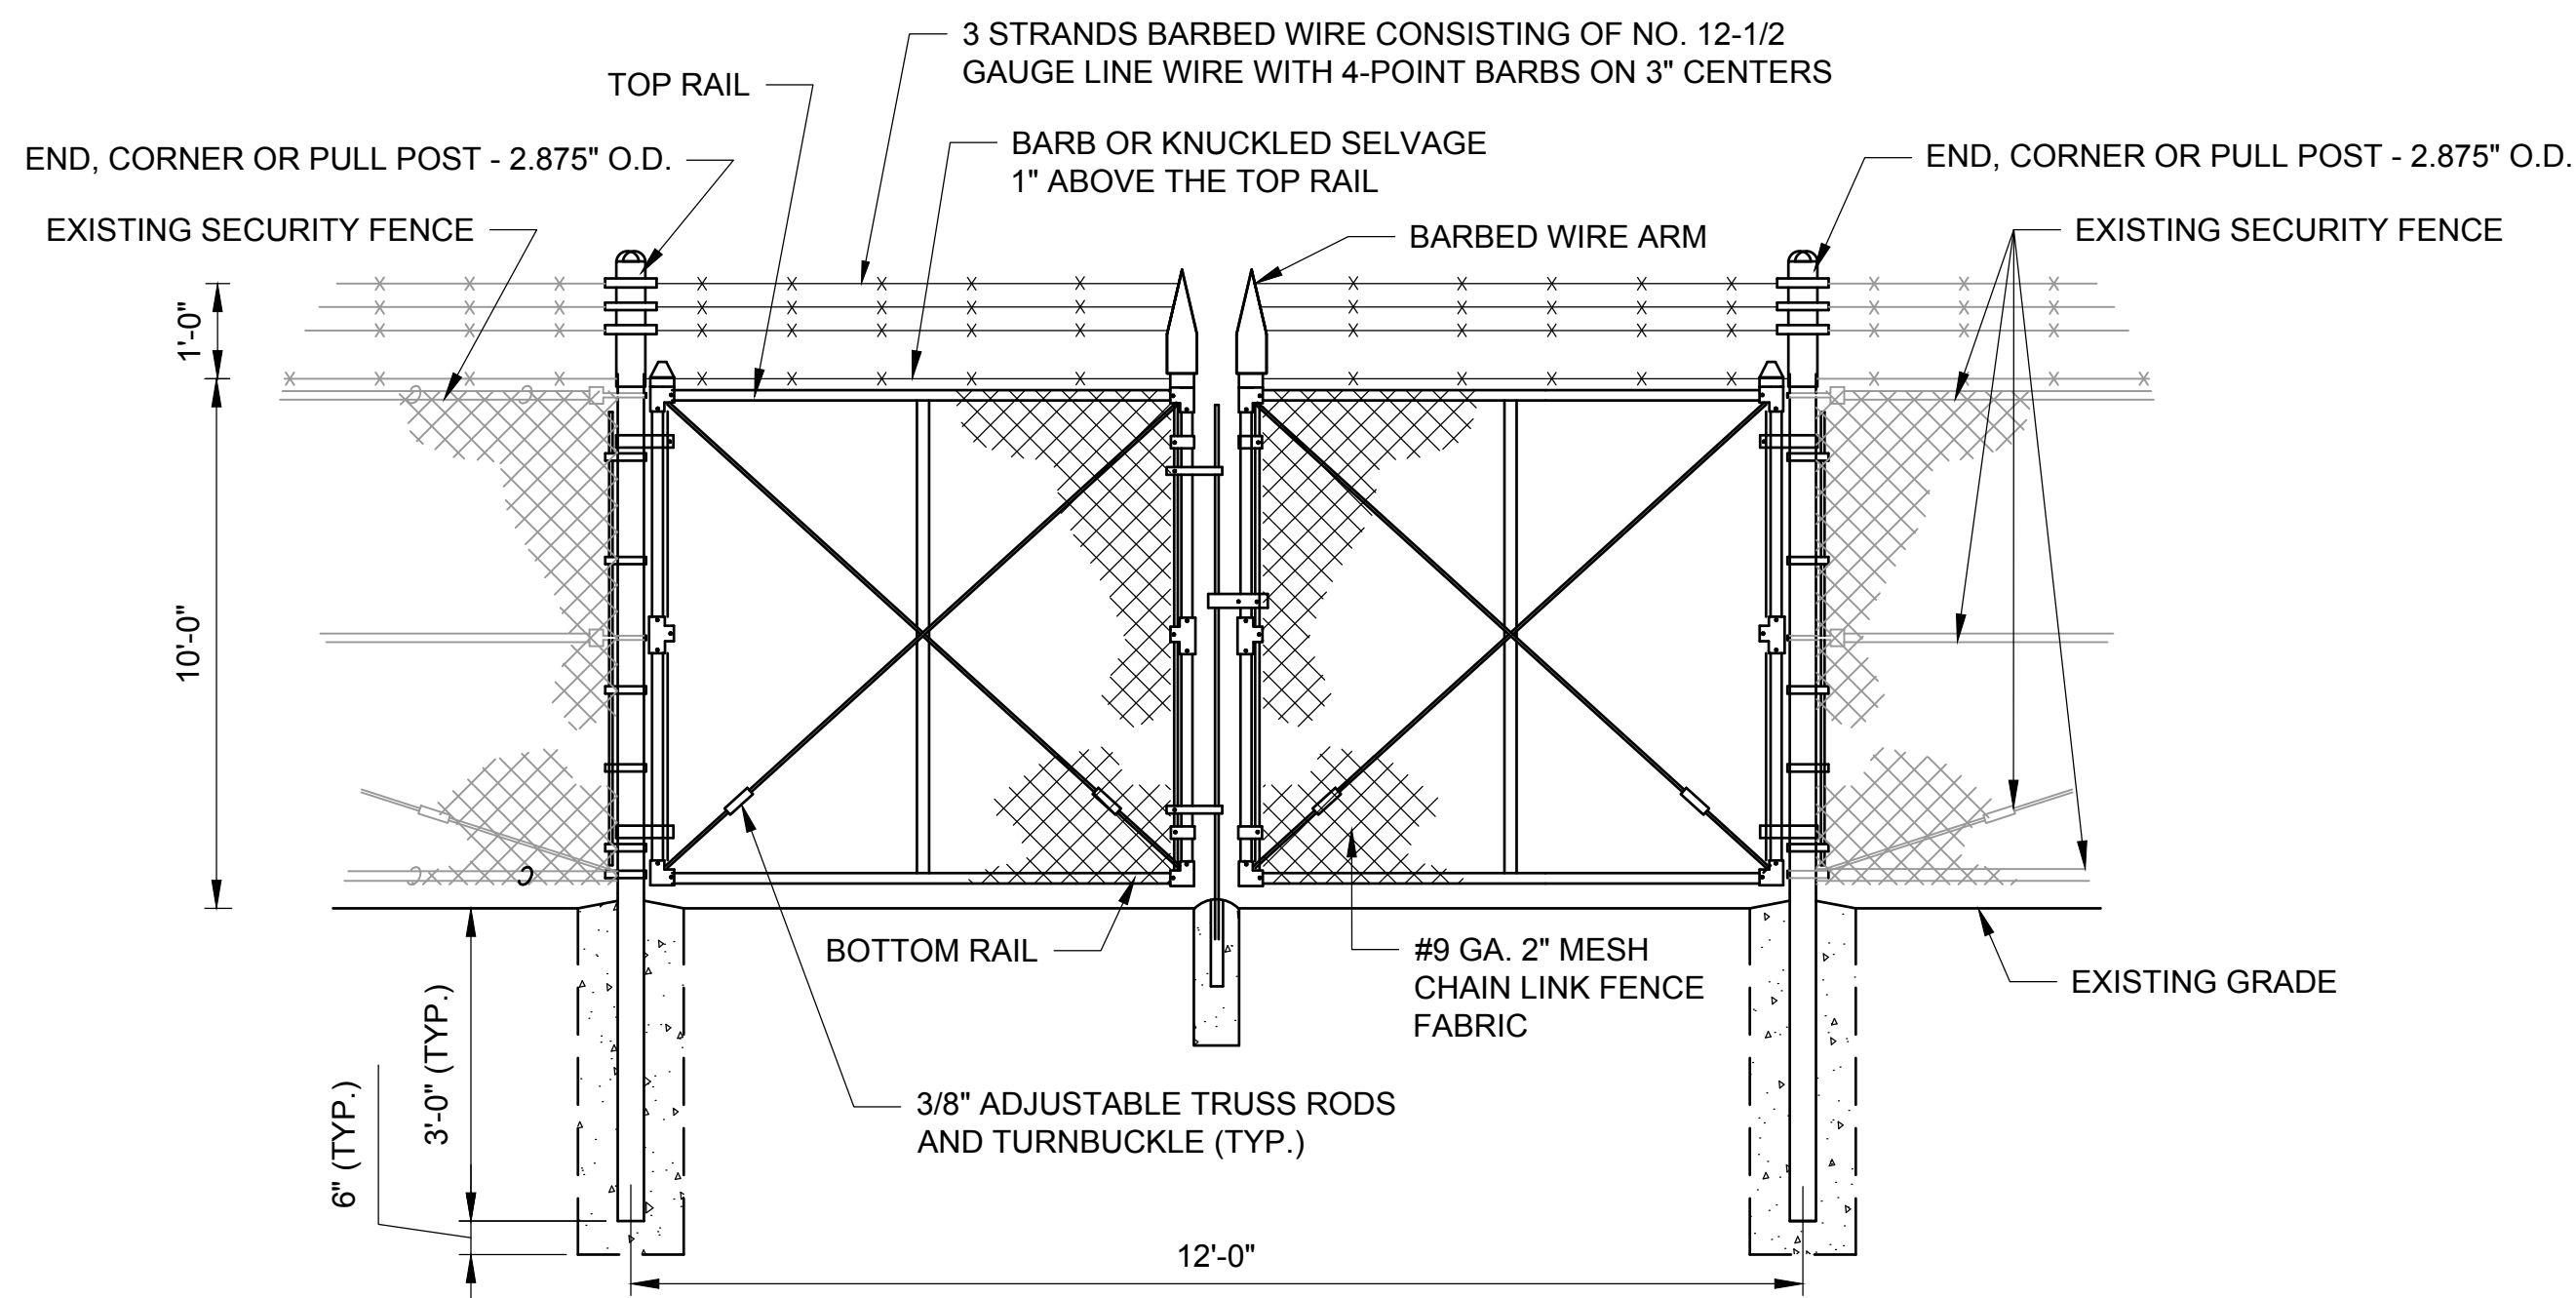 3 STRANDS BARBED WIRE CONSISTING OF NO. 12-1/2
GAUGE LINE WIRE WITH 4-POINT BARBS ON 3" CENTERS
TOP RAIL
BARB OR KNUCKLED SELVAGE
1" ABOVE THE TOP RAIL
END, CORNER OR PULL POST - 2.875" O.D.
END, CORNER OR PULL POST - 2.875" O.D.
EXISTING SECURITY FENCE
BARBED WIRE ARM
EXISTING SECURITY FENCE
1'-0"
10'-0"
BOTTOM RAIL
#9 GA. 2" MESH
CHAIN LINK FENCE
FABRIC
EXISTING GRADE
3'-0" (TYP.)
6" (TYP.)
3/8" ADJUSTABLE TRUSS RODS
AND TURNBUCKLE (TYP.)
12'-0"